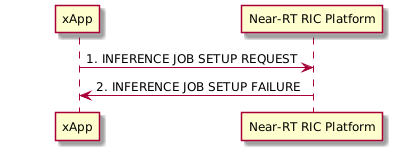 xApp
Near-RT RIC Platform
1. INFERENCE JOB SETUP REQUEST
2. INFERENCE JOB SETUP FAILURE
xApp
Near-RT RIC Platform